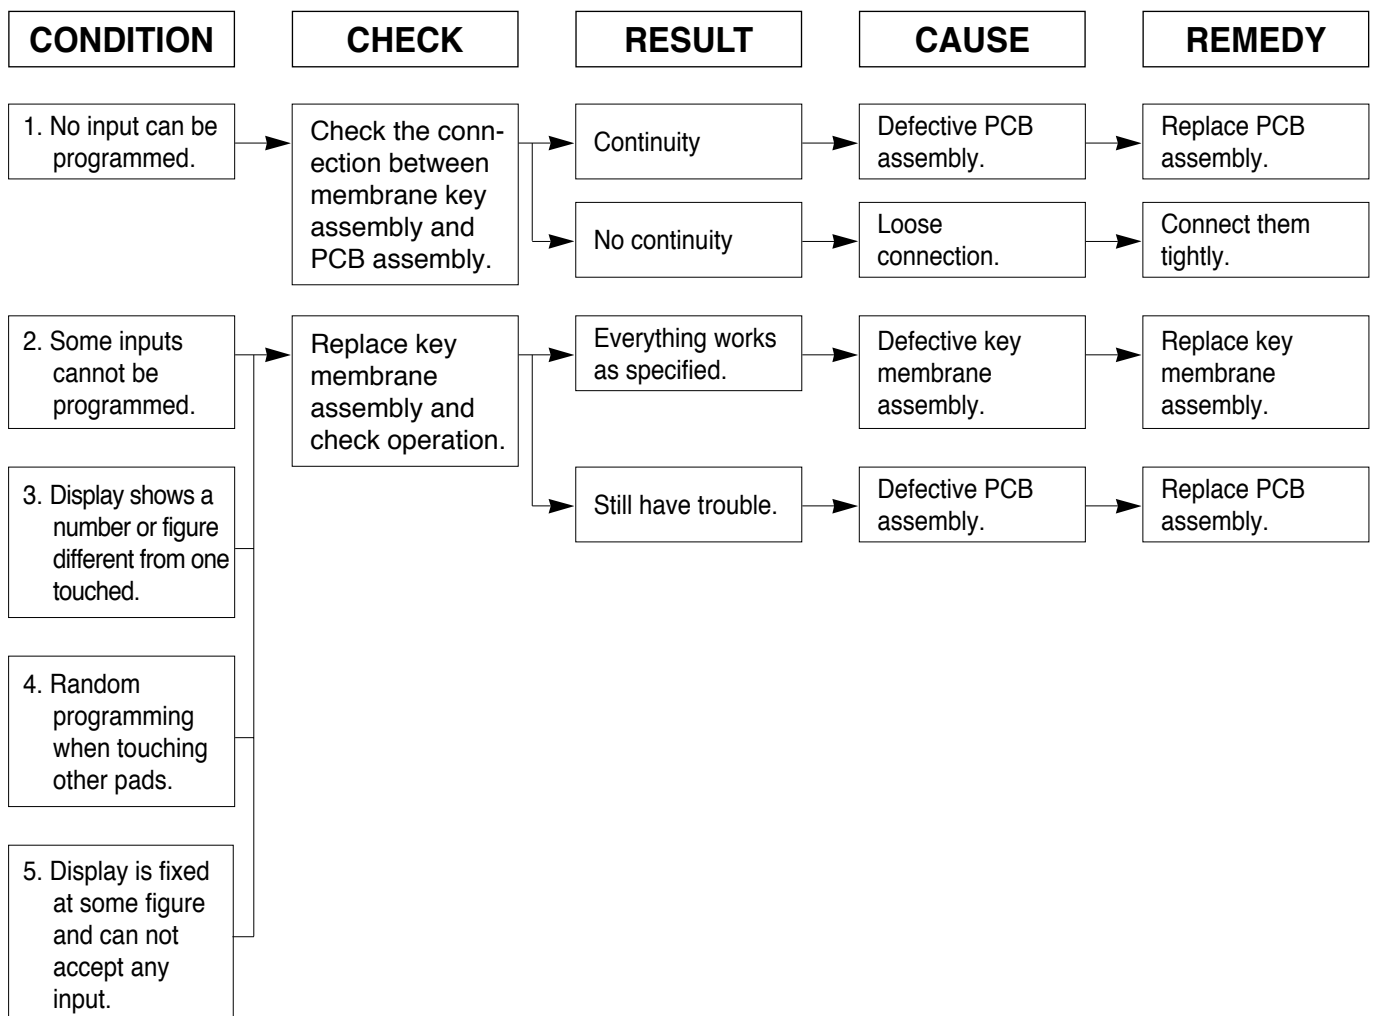 CONDITION
CHECK
RESULT
CAUSE
REMEDY
1. No input can be
programmed.
Check the conn-
ection between
membrane key
assembly and
PCB assembly.
Continuity
Defective PCB
assembly.
Replace PCB
assembly.
No continuity
Loose
connection.
Connect them
tightly.
2. Some inputs
cannot be
programmed.
Replace key
membrane
assembly and
check operation.
Everything works
as specified.
Defective key
membrane
assembly.
Replace key
membrane
assembly.
3. Display shows a
number or figure
different from one
touched.
Still have trouble.
Defective PCB
assembly.
Replace PCB
assembly.
4. Random
programming
when touching
other pads.
5. Display is fixed
at some figure
and can not
accept any
input.